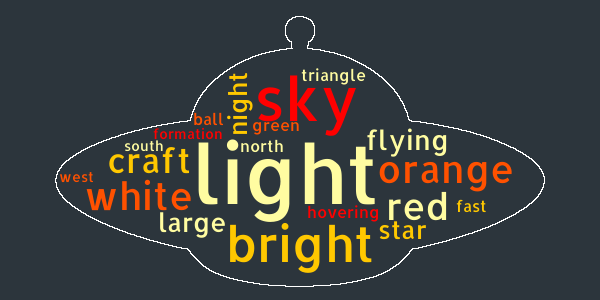 triangle
night
sky
ball
green
formation
flying
south
north
craft
light
orange
west
white
red
fast
hovering
large
star
bright